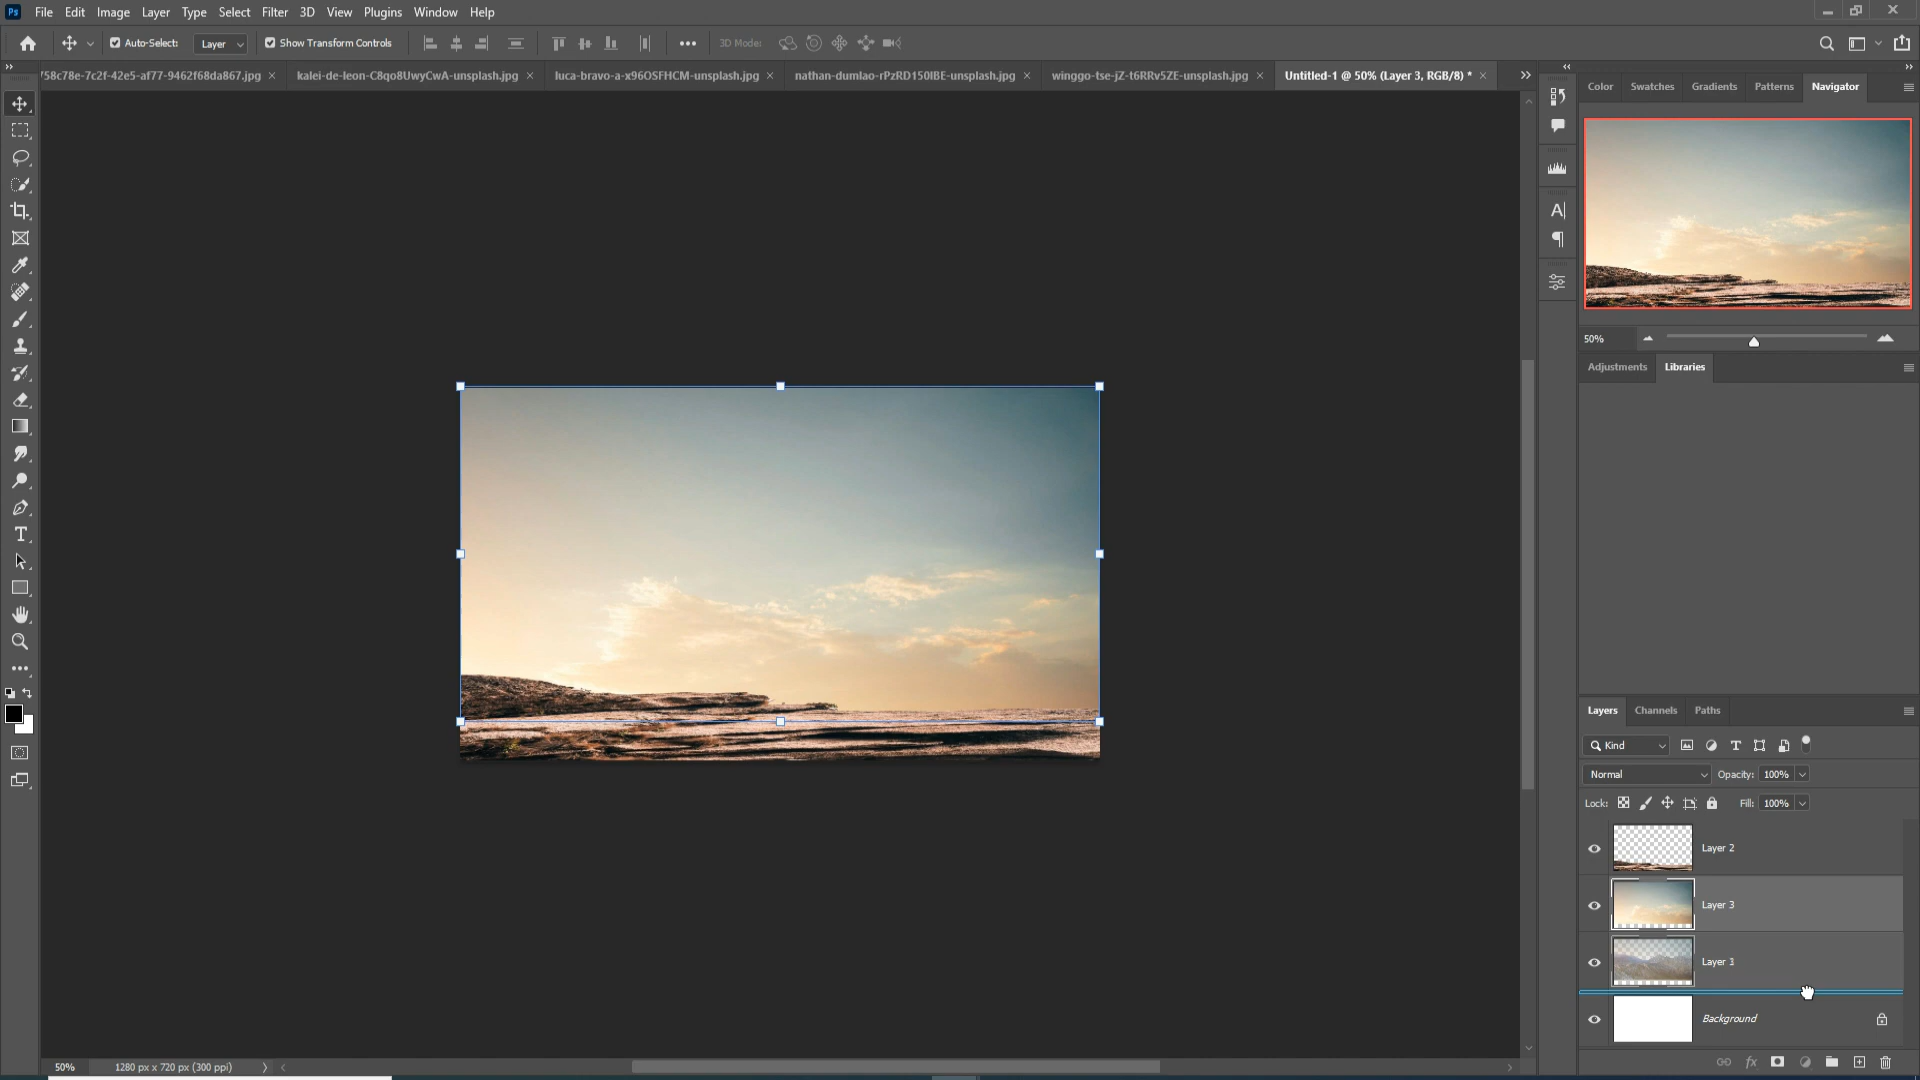 Ps File Edit Image Layer Type Select Filter 3D View Plugins Window Help
Auto-Select: Layer Show Transform Controls 3D Mode:
758c78e-7c2f-42e5-af77-9462f68da867.jpg kalei-de-leon-C8qo8UwyCwA-unsplash.jpg luca-bravo-a-x96OSFHCM-unsplash.jpg nathan-dumlao-rPzRD150IBE-unsplash.jpg winggo-tse-jZ-t6RRv5ZE-unsplash.jpg Untitled-1 @ 50% (Layer 3, RGB/8) *
Color Swatches Gradients Patterns Navigator
50%
Adjustments Libraries
Layers Channels Paths
Kind
Normal Opacity: 100%
Lock: Fill: 100%
Layer 2
Layer 3
Layer 1
Background
50% 1280 px x 720 px (300 ppi)